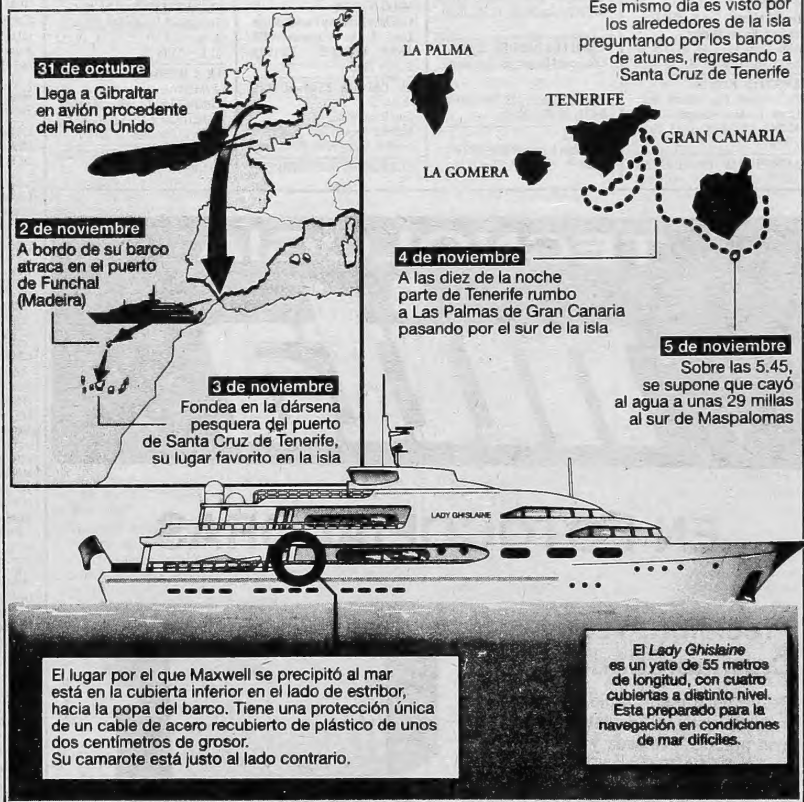 31 de octubre
Llega a Gibraltar
en avión procedente
del Reino Unido
2 de noviembre
A bordo de su barco
atraca en el puerto
de Funchal
(Madeira)
3 de noviembre
Fondea en la dársena
pesquera del puerto
de Santa Cruz de Tenerife,
su lugar favorito en la isla
Ese mismo día es visto por
los alrededores de la isla
preguntando por los bancos
de atunes, regresando a
Santa Cruz de Tenerife
LA PALMA
TENERIFE
GRAN CANARIA
LA GOMERA
4 de noviembre
A las diez de la noche
parte de Tenerife rumbo
a Las Palmas de Gran Canaria
pasando por el sur de la isla
5 de noviembre
Sobre las 5.45,
se supone que cayó
al agua a unas 29 millas
al sur de Maspalomas
LADY GHISLAINE
El lugar por el que Maxwell se precipitó al mar
está en la cubierta inferior en el lado de estribor,
hacia la popa del barco. Tiene una protección única
de un cable de acero recubierto de plástico de unos
dos centímetros de grosor.
Su camarote está justo al lado contrario.
El Lady Ghislaine
es un yate de 55 metros
de longitud, con cuatro
cubiertas a distinto nivel.
Esta preparado para la
navegación en condiciones
de mar difíciles.